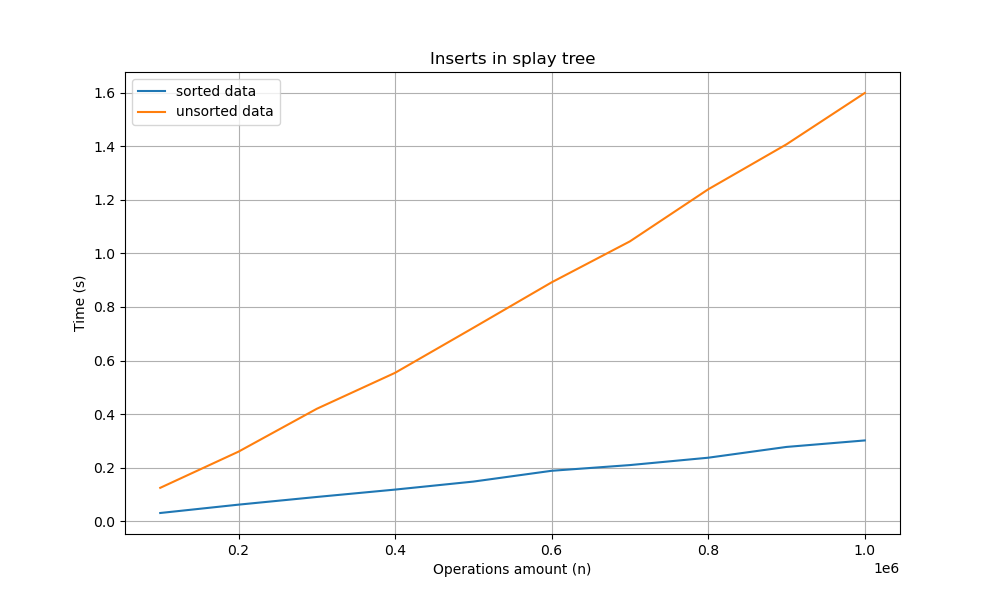 Inserts in splay tree
sorted data
unsorted data
Time (s)
1.6
1.4
1.2
1.0
0.8
0.6
0.4
0.2
0.0
0.2 0.4 0.6 0.8 1.0
1e6
Operations amount (n)